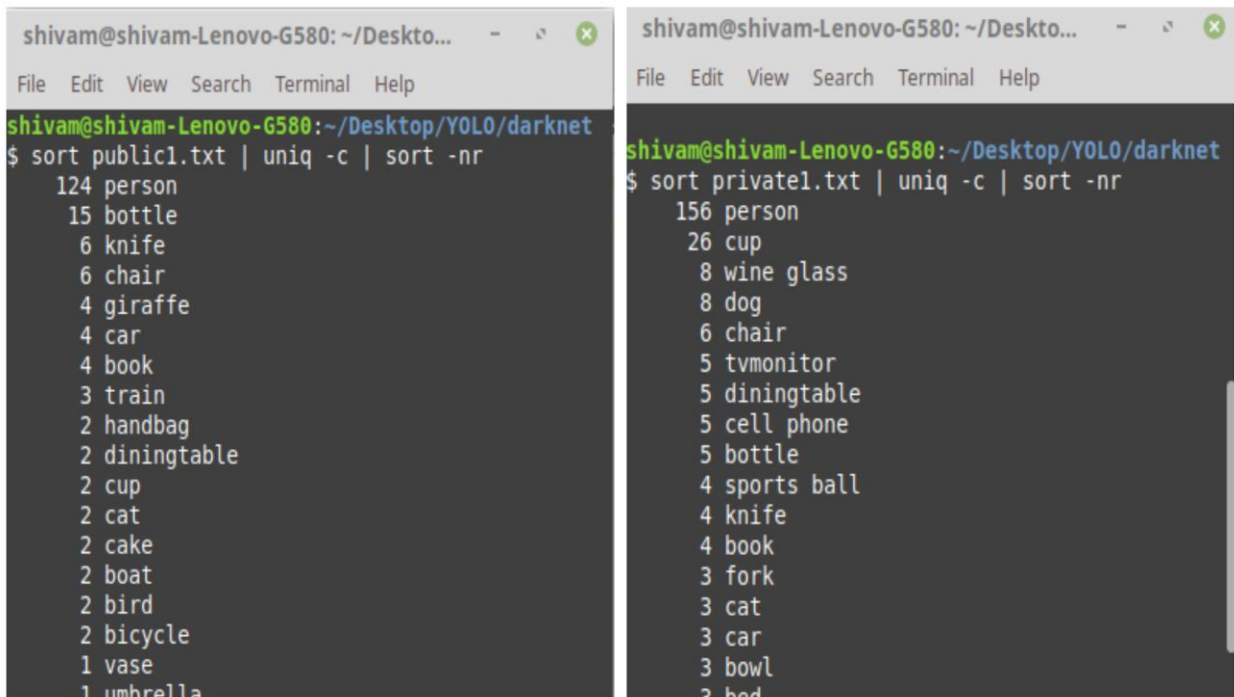 shivam@shivam-Lenovo-G580: ~/Deskto...
File Edit View Search Terminal Help
shivam@shivam-Lenovo-G580:~/Desktop/YOLO/darknet
$ sort public1.txt | uniq -c | sort -nr
124 person
15 bottle
6 knife
6 chair
4 giraffe
4 car
4 book
3 train
2 handbag
2 diningtable
2 cup
2 cat
2 cake
2 boat
2 bird
2 bicycle
1 vase
1 umbrella
shivam@shivam-Lenovo-G580: ~/Deskto...
File Edit View Search Terminal Help
shivam@shivam-Lenovo-G580:~/Desktop/YOLO/darknet
$ sort private1.txt | uniq -c | sort -nr
156 person
26 cup
8 wine glass
8 dog
6 chair
5 tvmonitor
5 diningtable
5 cell phone
5 bottle
4 sports ball
4 knife
4 book
3 fork
3 cat
3 car
3 bowl
3 bed